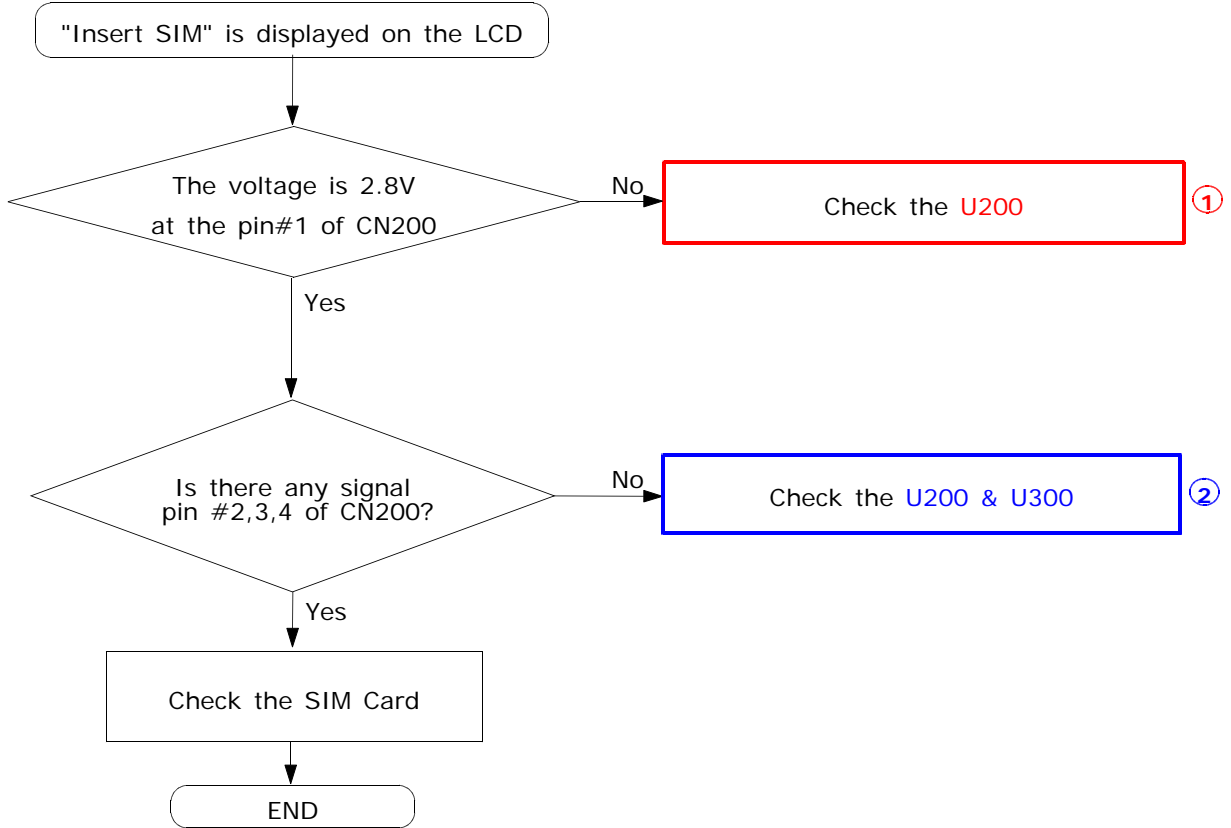 "Insert SIM" is displayed on the LCD
The voltage is 2.8V
at the pin#1 of CN200
No
Check the U200
1
Yes
Is there any signal
pin #2,3,4 of CN200?
No
Check the U200 & U300
2
Yes
Check the SIM Card
END